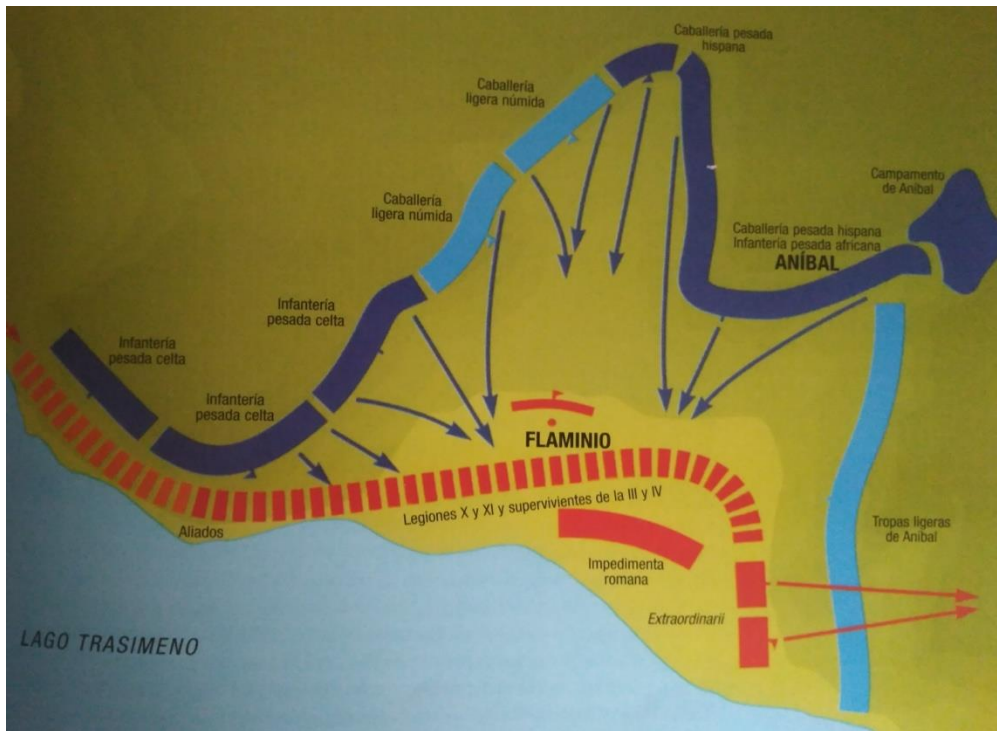 Caballería pesada
hispana
Caballería
ligera númida
Caballería
ligera númida
Campamento
de Aníbal
Caballería pesada hispana
Infantería pesada africana
ANÍBAL
Infantería
pesada celta
Infantería
pesada celta
Infantería
pesada celta
FLAMINIO
Legiones X y XI y supervivientes de la III y IV
Aliados
Impedimenta
romana
Tropas ligeras
de Aníbal
Extraordinarii
LAGO TRASIMENO